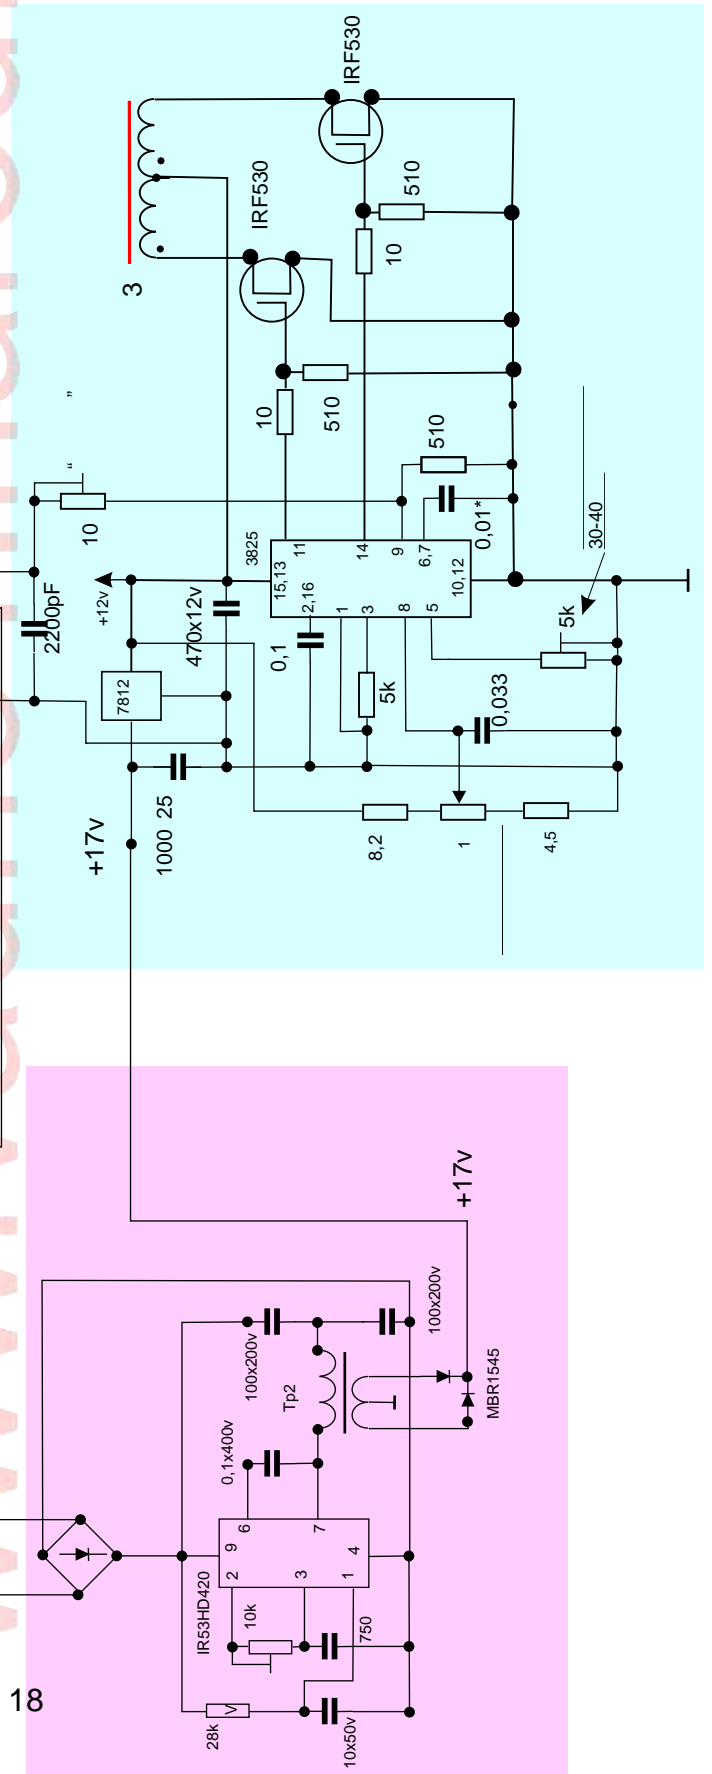 IRF530
IRF530
510
10
3
10
510
510
"
“
10
3825
11
14
9
6,7
0,01*
15,13
2,16
1
3
8
5
10,12
30-40
+12v
2200pF
470x12v
0,1
5k
5k
7812
0,033
+17v
1000 25
8,2
1
4,5
+17v
100x200v
100x200v
Tp2
MBR1545
0,1x400v
6
7
9
4
2
3
1
IR53HD420
10k
750
28k
V
10x50v
18